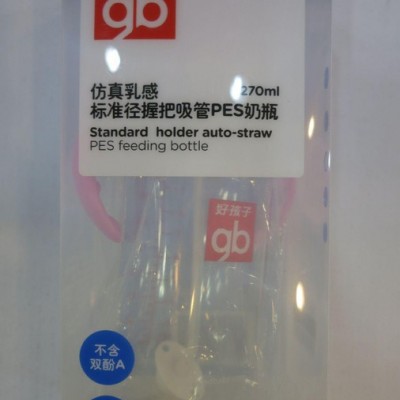 gb
仿真乳感
270ml
标准径握把吸管PES奶瓶
Standard holder auto-straw
PES feeding bottle
好孩子
gb
不含
双酚A